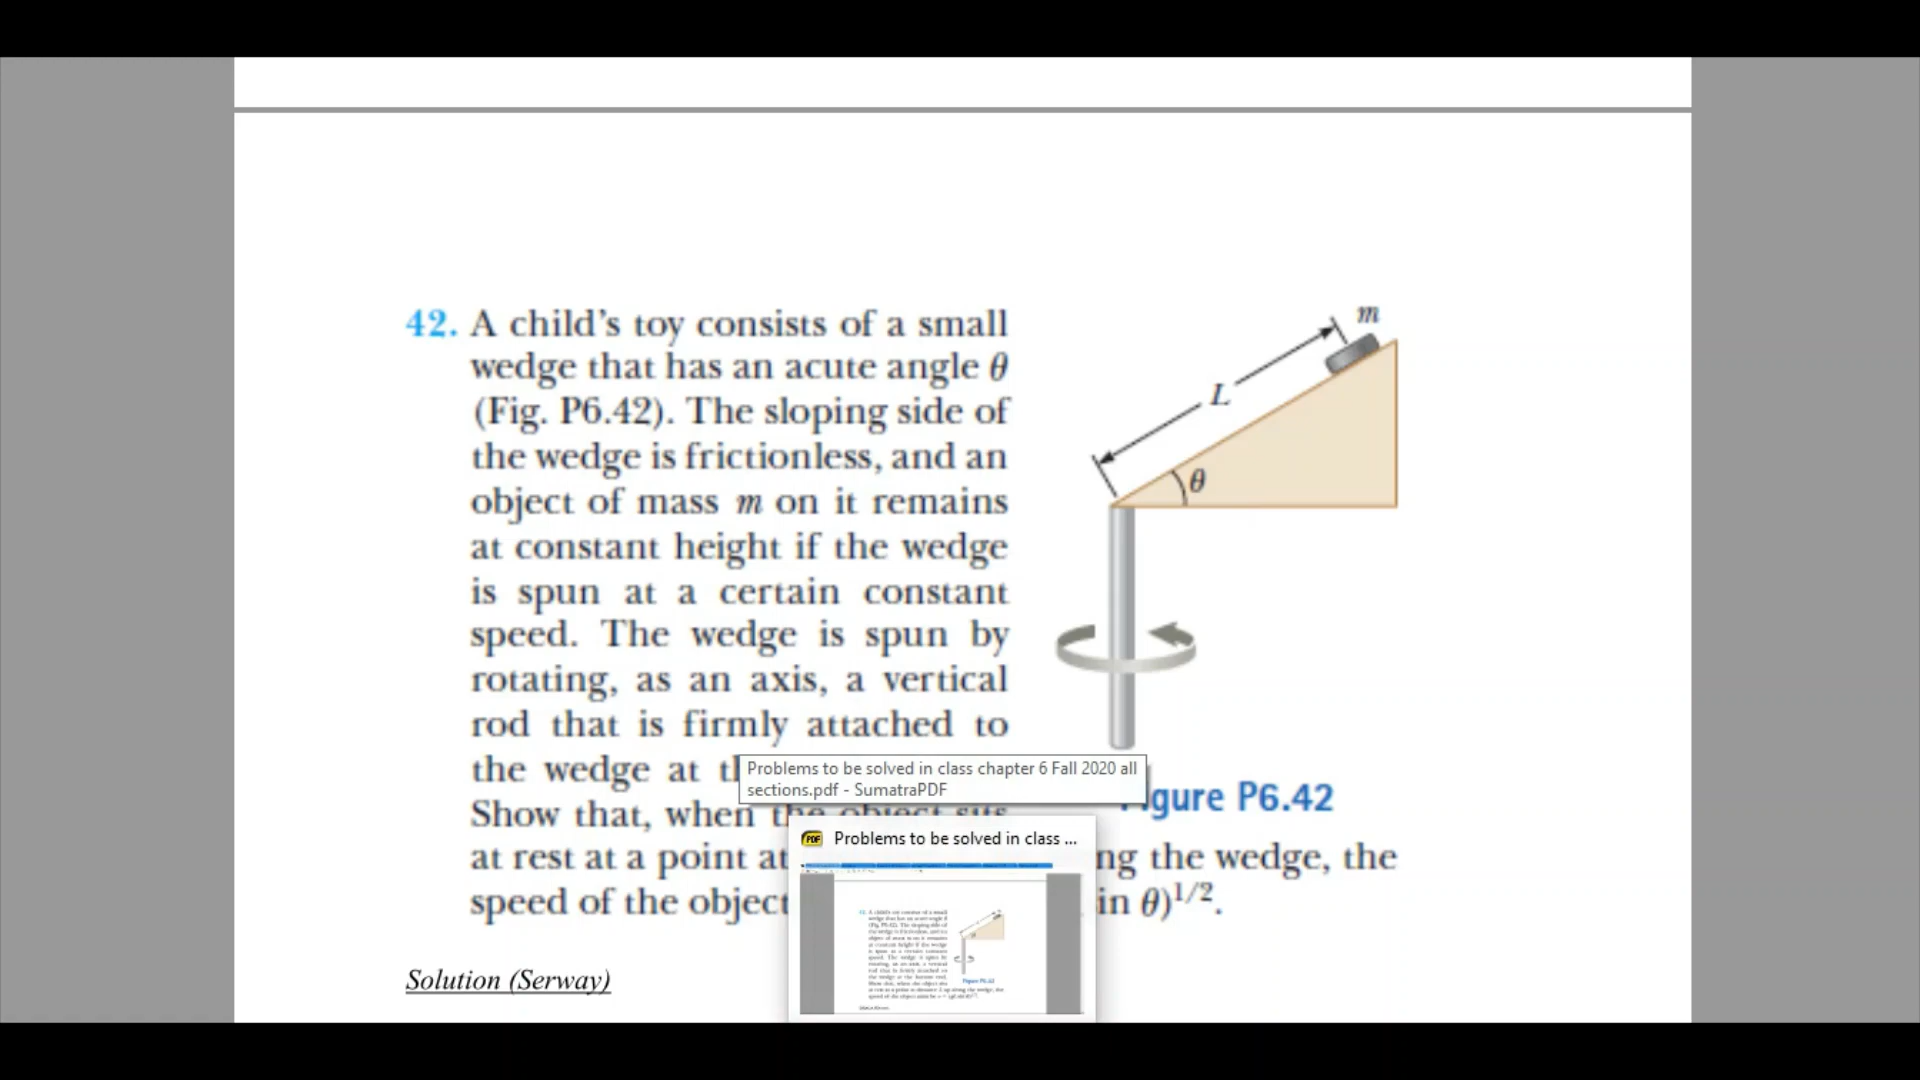 42. A child's toy consists of a small
wedge that has an acute angle θ
(Fig. P6.42). The sloping side of
the wedge is frictionless, and an
object of mass m on it remains
at constant height if the wedge
is spun at a certain constant
speed. The wedge is spun by
rotating, as an axis, a vertical
rod that is firmly attached to
the wedge at
Show that, when the object sits
at rest at a point at
ng the wedge, the
speed of the object
in θ)^1/2.
m
L
θ
gure P6.42
Problems to be solved in class chapter 6 Fall 2020 all
sections.pdf - SumatraPDF
PDF Problems to be solved in class ...
Solution (Serway)